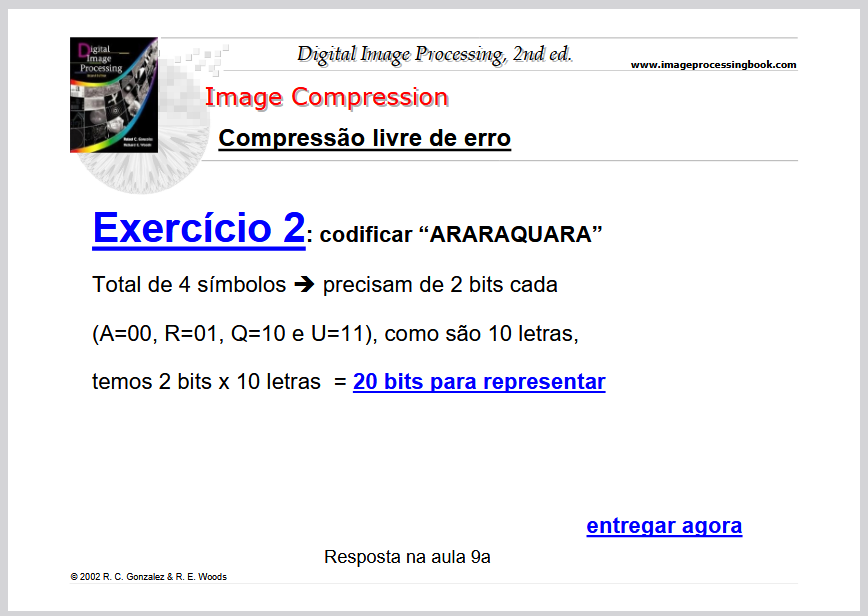 Digital Image Processing, 2nd ed.
www.imageprocessingbook.com
Digital
Image
Processing
Image Compression
Compressão livre de erro
Exercício 2: codificar “ARARAQUARA”
Total de 4 símbolos ➔ precisam de 2 bits cada
(A=00, R=01, Q=10 e U=11), como são 10 letras,
temos 2 bits x 10 letras = 20 bits para representar
entregar agora
Resposta na aula 9a
© 2002 R. C. Gonzalez & R. E. Woods